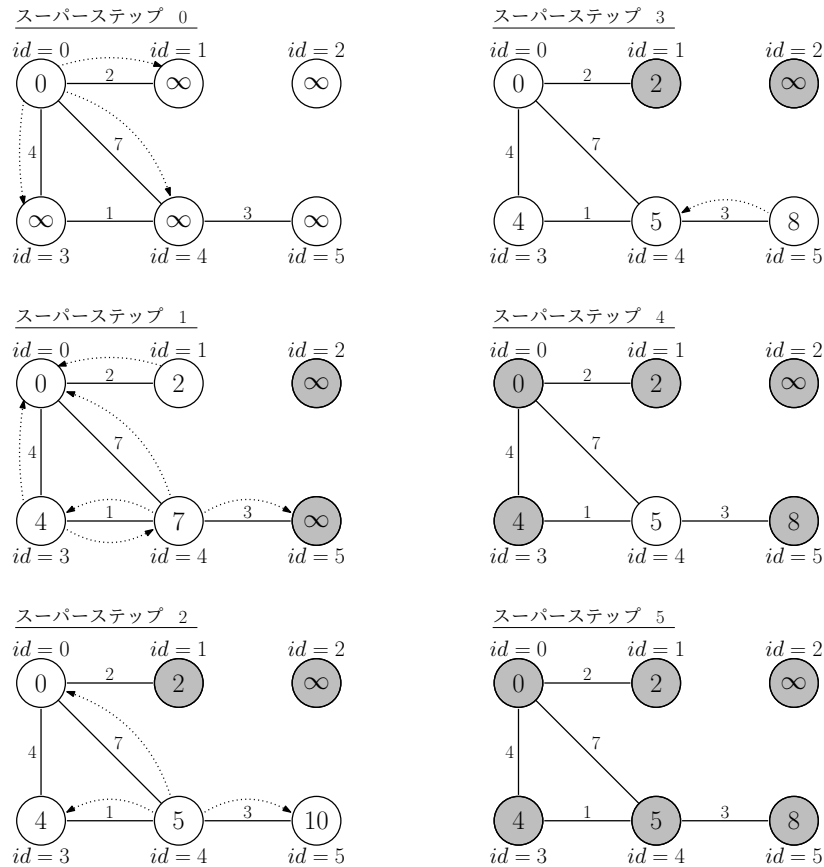 スーパーステップ 0
id = 0 id = 1 id = 2
0 2 ∞ ∞
4 7
∞ 1 ∞ 3 ∞
id = 3 id = 4 id = 5
スーパーステップ 1
id = 0 id = 1 id = 2
0 2 2 ∞
4 7
4 1 7 3 ∞
id = 3 id = 4 id = 5
スーパーステップ 2
id = 0 id = 1 id = 2
0 2 2 ∞
4 7
4 1 5 3 10
id = 3 id = 4 id = 5
スーパーステップ 3
id = 0 id = 1 id = 2
0 2 2 ∞
4 7
4 1 5 3 8
id = 3 id = 4 id = 5
スーパーステップ 4
id = 0 id = 1 id = 2
0 2 2 ∞
4 7
4 1 5 3 8
id = 3 id = 4 id = 5
スーパーステップ 5
id = 0 id = 1 id = 2
0 2 2 ∞
4 7
4 1 5 3 8
id = 3 id = 4 id = 5